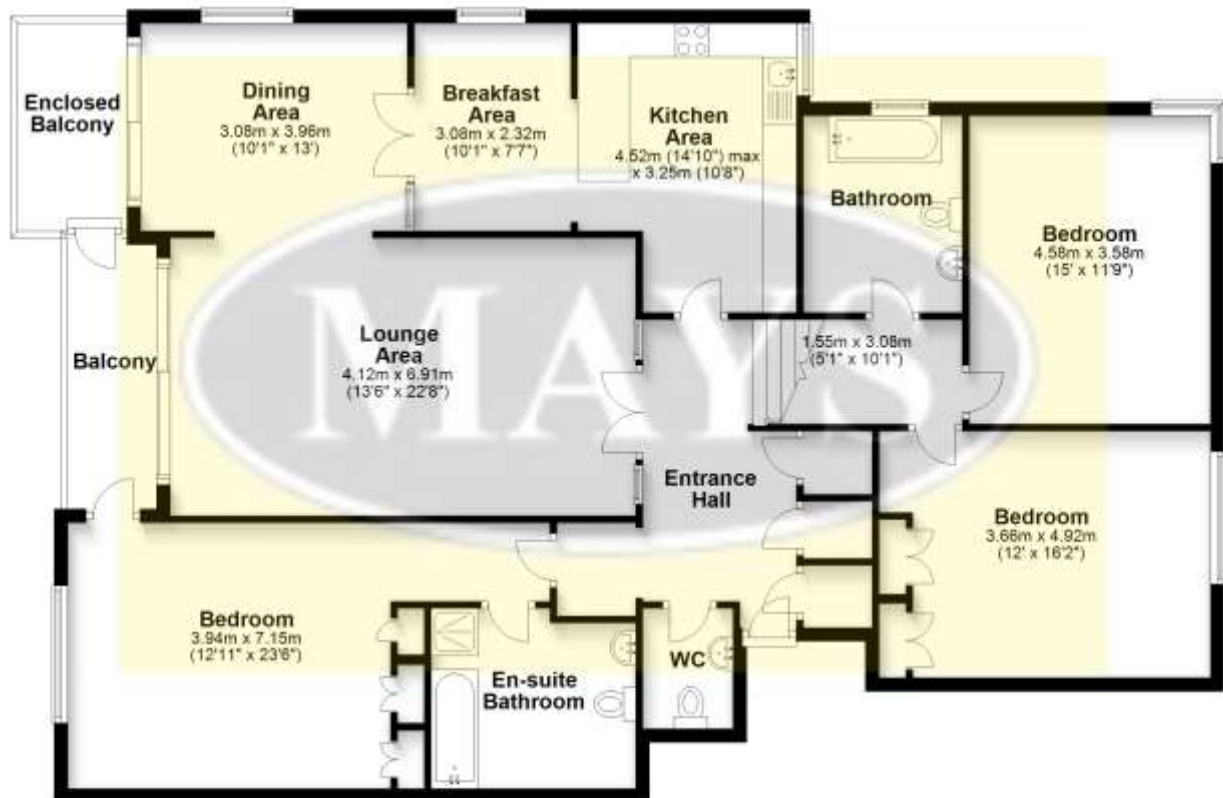 Enclosed
Balcony
Dining
Area
3.08m x 3.96m
(10'1" x 13')
Breakfast
Area
3.08m x 2.32m
(10'1" x 7'7")
Kitchen
Area
4.52m (14'10") max
x 3.25m (10'8")
Bathroom
Bedroom
4.58m x 3.58m
(15' x 11'9")
Balcony
Lounge
Area
4.12m x 6.91m
(13'6" x 22'8")
1.55m x 3.08m
(5'1" x 10'1")
MAYS
Entrance
Hall
Bedroom
3.66m x 4.92m
(12' x 16'2")
Bedroom
3.94m x 7.15m
(12'11" x 23'6")
En-suite
Bathroom
WC